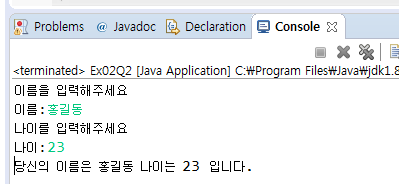 Problems @ Javadoc Declaration Console
<terminated> Ex02Q2 [Java Application] C:₩Program Files₩Java₩jdk1.8
이름을 입력해주세요
이름:홍길동
나이를 입력해주세요
나이:23
당신의 이름은 홍길동 나이는 23 입니다.